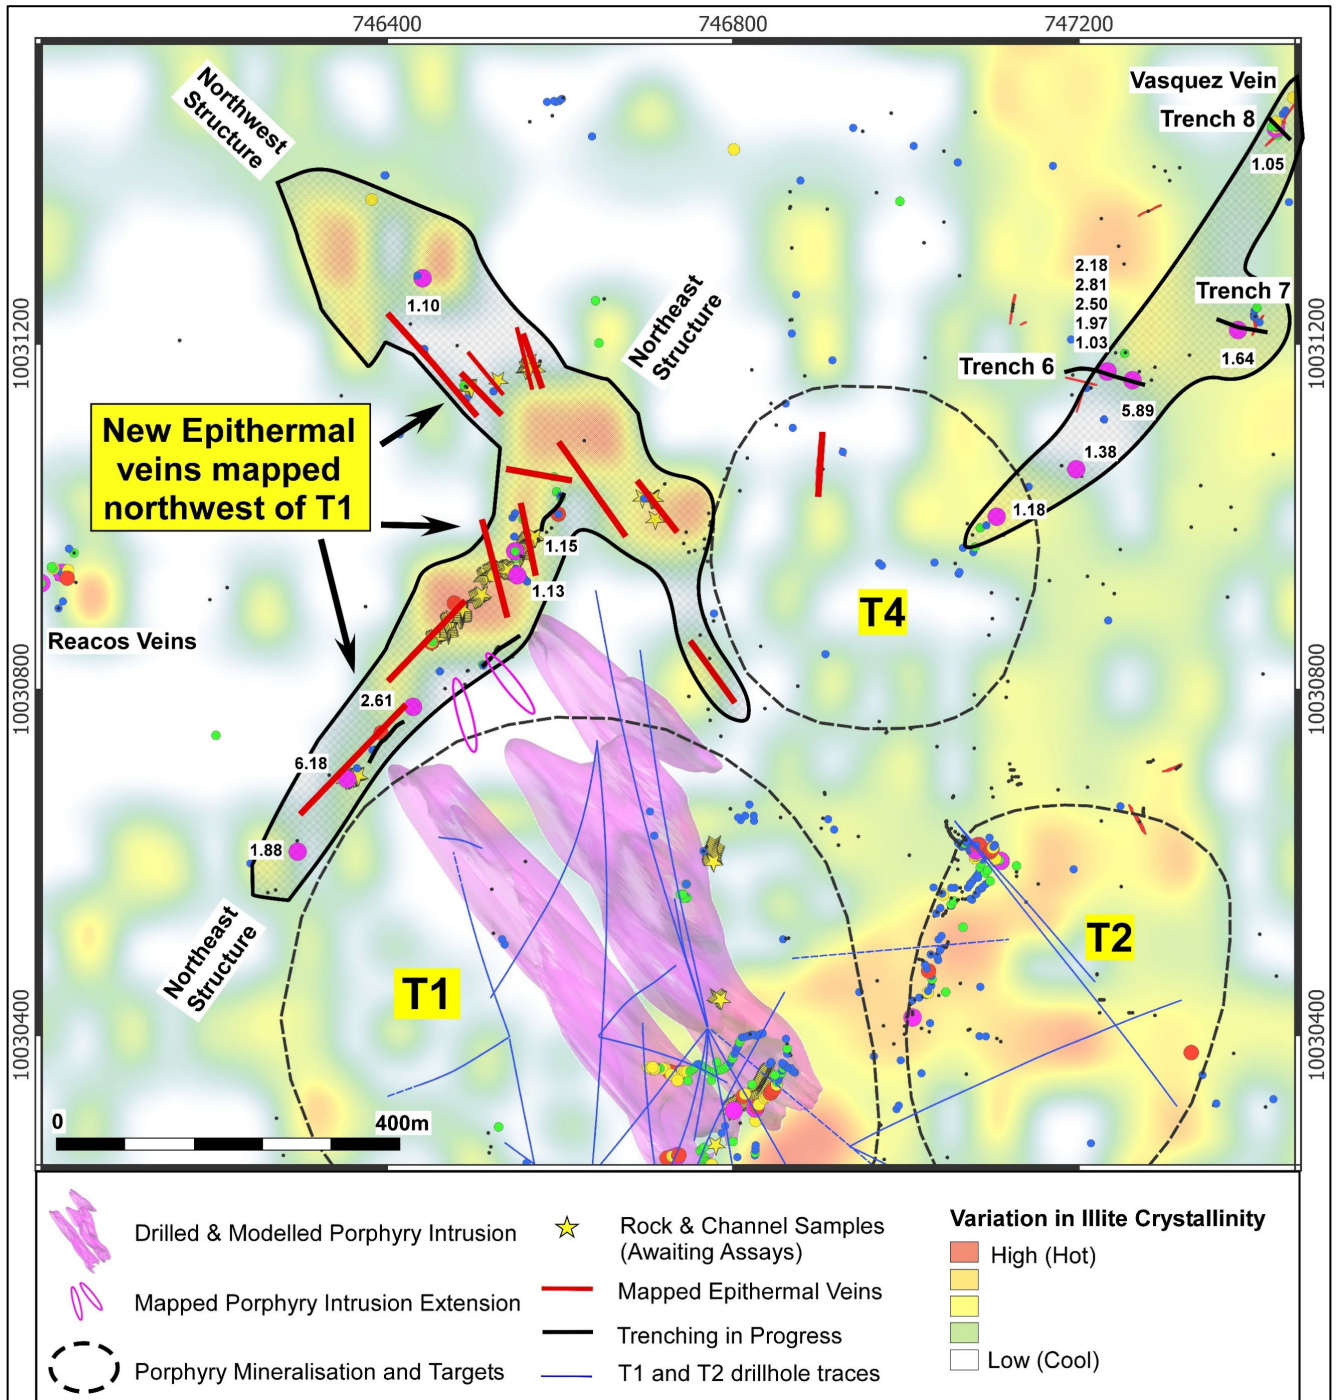 746400
746800
747200
Northwest
Structure
Vasquez Vein
Trench 8
1.05
1.10
Northeast
Structure
2.18
2.81
2.50
1.97
1.03
Trench 7
1.64
10031200
10031200
Trench 6
5.89
New Epithermal
veins mapped
northwest of T1
1.38
1.18
1.15
1.13
T4
Reacos Veins
10030800
10030800
2.61
6.18
1.88
Northeast
Structure
T1
T2
10030400
10030400
0
400m
Drilled & Modelled Porphyry Intrusion
Mapped Porphyry Intrusion Extension
Porphyry Mineralisation and Targets
Rock & Channel Samples
(Awaiting Assays)
Mapped Epithermal Veins
Trenching in Progress
T1 and T2 drillhole traces
Variation in Illite Crystallinity
High (Hot)
Low (Cool)